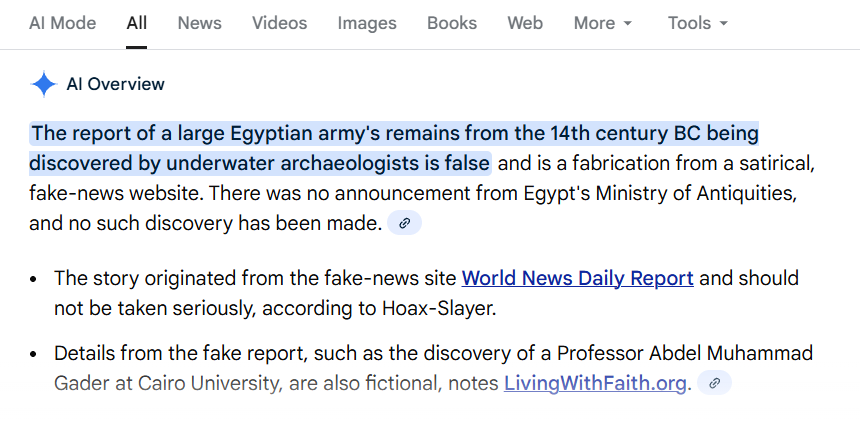 AI Mode All News Videos Images Books Web More Tools
AI Overview
The report of a large Egyptian army's remains from the 14th century BC being
discovered by underwater archaeologists is false and is a fabrication from a satirical,
fake-news website. There was no announcement from Egypt's Ministry of Antiquities,
and no such discovery has been made.
• The story originated from the fake-news site World News Daily Report and should
not be taken seriously, according to Hoax-Slayer.
• Details from the fake report, such as the discovery of a Professor Abdel Muhammad
Gader at Cairo University, are also fictional, notes LivingWithFaith.org.